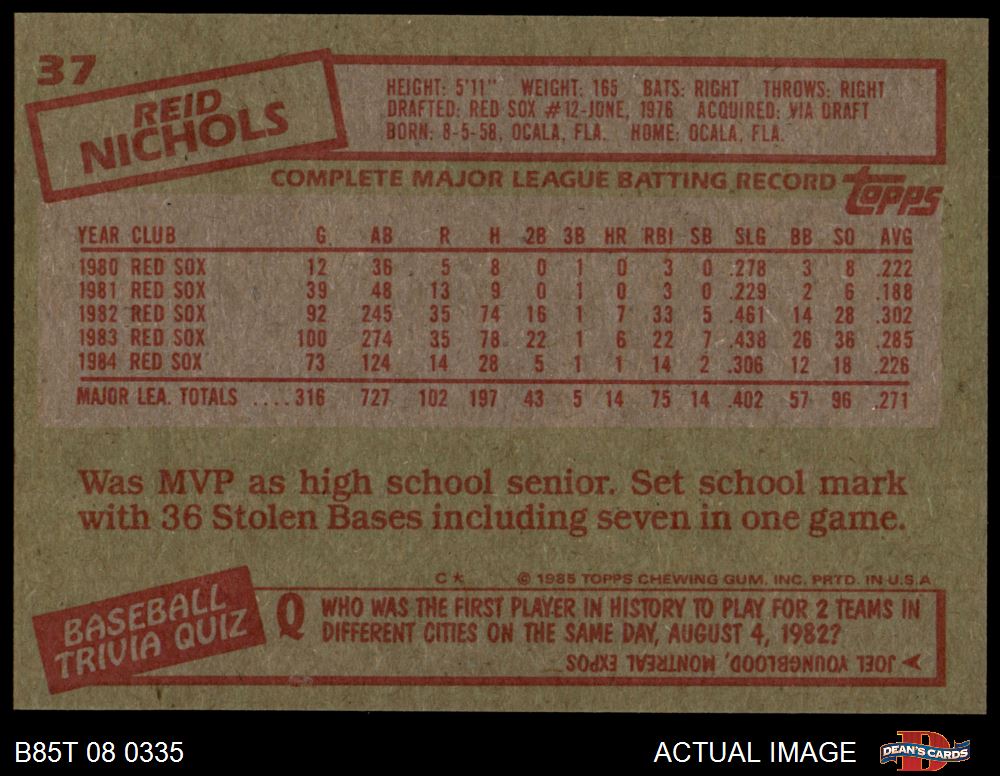 37
REID
NICHOLS
HEIGHT: 5'11" WEIGHT: 165 BATS: RIGHT THROWS: RIGHT
DRAFTED: RED SOX #12-JUNE, 1976 ACQUIRED: VIA DRAFT
BORN: 8-5-58, OCALA, FLA. HOME: OCALA, FLA.
COMPLETE MAJOR LEAGUE BATTING RECORD topps
YEAR CLUB G AB R H 2B 3B HR RBI SB SLG BB SO AVG
1980 RED SOX 12 36 5 8 0 1 0 3 0 .278 3 8 .222
1981 RED SOX 39 48 13 9 0 1 0 3 0 .229 2 6 .188
1982 RED SOX 92 245 35 74 16 1 7 33 5 .461 14 28 .302
1983 RED SOX 100 274 35 78 22 1 6 22 7 .438 26 36 .285
1984 RED SOX 73 124 14 28 5 1 1 14 2 .306 12 18 .226
MAJOR LEA. TOTALS ....316 727 102 197 43 5 14 75 14 .402 57 96 .271
Was MVP as high school senior. Set school mark
with 36 Stolen Bases including seven in one game.
C* © 1985 TOPPS CHEWING GUM, INC. PRTD. IN U.S.A.
BASEBALL
TRIVIA QUIZ
Q WHO WAS THE FIRST PLAYER IN HISTORY TO PLAY FOR 2 TEAMS IN
DIFFERENT CITIES ON THE SAME DAY, AUGUST 4, 1982?
JOEL YOUNGBLOOD, MONTREAL EXPOS
B85T 08 0335
ACTUAL IMAGE
D
DEAN'S CARDS